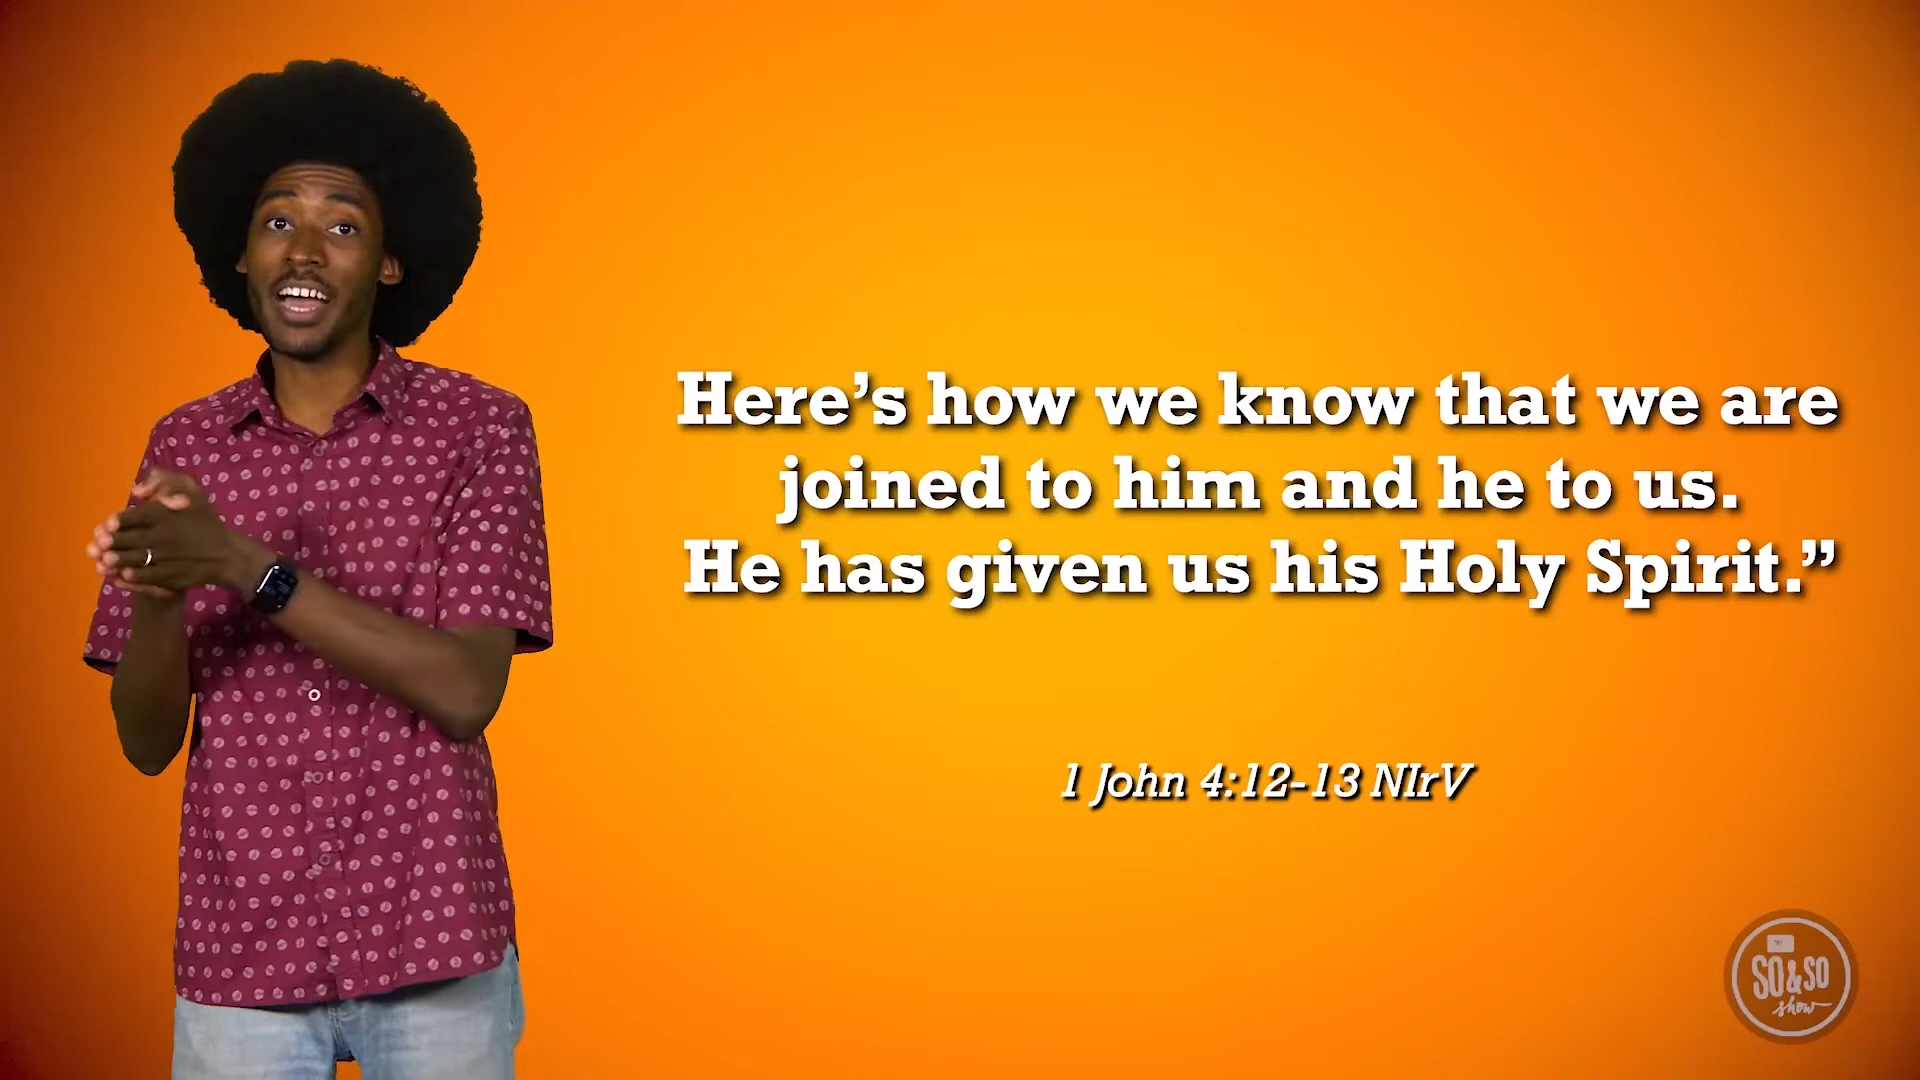 Here’s how we know that we are
joined to him and he to us.
He has given us his Holy Spirit.”
1 John 4:12-13 NIrV
SO & SO
show